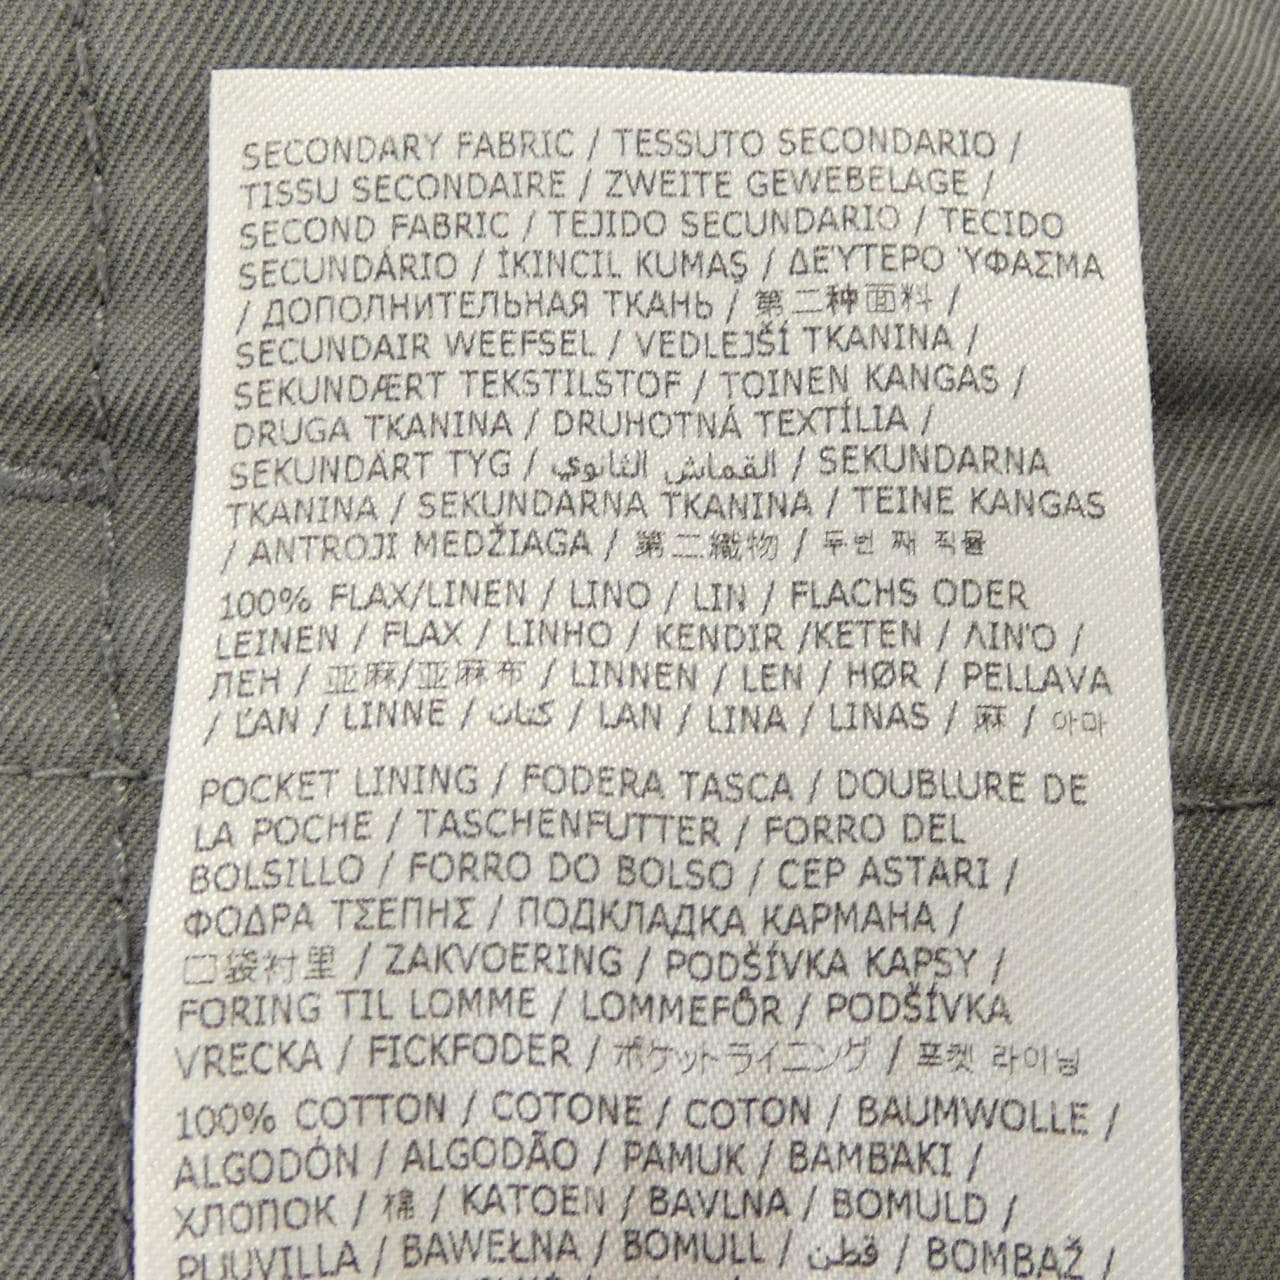 SECONDARY FABRIC / TESSUTO SECONDARIO /
TISSU SECONDAIRE / ZWEITE GEWEBELAGE /
SECOND FABRIC / TEJIDO SECUNDARIO / TECIDO
SECUNDÁRIO / İKINCIL KUMAŞ / ΔΕΎΤΕΡΟ ΎΦΑΣΜΑ
/ ДОПОЛНИТЕЛЬНАЯ ТКАНЬ / 第二种面料 /
SECUNDAIR WEEFSEL / VEDLEJŠÍ TKANINA /
SEKUNDÆRT TEKSTILSTOF / TOINEN KANGAS /
DRUGA TKANINA / DRUHOTNÁ TEXTÍLIA /
SEKUNDÄRT TYG / القماش الثانوي / SEKUNDARNA
TKANINA / SEKUNDARNA TKANINA / TEINE KANGAS
/ ANTROJI MEDŽIAGA / 第二織物 / 두번 째 직물
100% FLAX/LINEN / LINO / LIN / FLACHS ODER
LEINEN / FLAX / LINHO / KENDIR /KETEN / ΛΙΝΌ /
ЛЕН / 亚麻/亚麻布 / LINNEN / LEN / HØR / PELLAVA
/ ĽAN / LINNE / كتان / LAN / LINA / LINAS / 麻 / 아마
POCKET LINING / FODERA TASCA / DOUBLURE DE
LA POCHE / TASCHENFUTTER / FORRO DEL
BOLSILLO / FORRO DO BOLSO / CEP ASTARI /
ΦΟΔΡΑ ΤΣΕΠΗΣ / ПОДКЛАДКА КАРМАНА /
口袋衬里 / ZAKVOERING / PODŠÍVKA KAPSY /
FORING TIL LOMME / LOMMEFÔR / PODŠÍVKA
VRECKA / FICKFODER / ポケットライニング / 포켓 라이닝
100% COTTON / COTONE / COTON / BAUMWOLLE /
ALGODÓN / ALGODÃO / PAMUK / ΒΑΜΒΆΚΙ /
ХЛОПОК / 棉 / KATOEN / BAVLNA / BOMULD /
PUUVILLA / BAWEŁNA / BOMULL / قطن / BOMBAŽ /